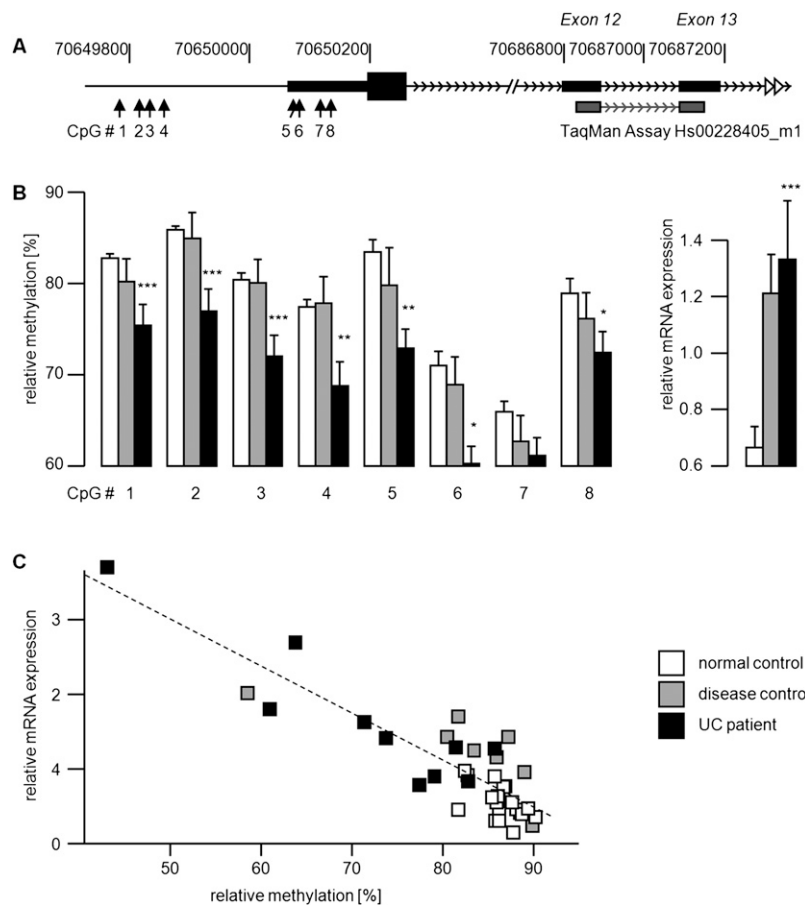 Exon 12 Exon 13
A 70649800 70650000 70650200 70686800 70687000 70687200
CpG # 1 2 3 4 5 6 7 8 TaqMan Assay Hs00228405_m1
B
relative methylation [%]
90
80
70
60
*** *** *** ** ** * *
CpG # 1 2 3 4 5 6 7 8
relative mRNA expression
1.4
1.2
1.0
0.8
0.6
***
C
relative mRNA expression
3
2
4
0
50 60 70 80 90
relative methylation [%]
normal control
disease control
UC patient